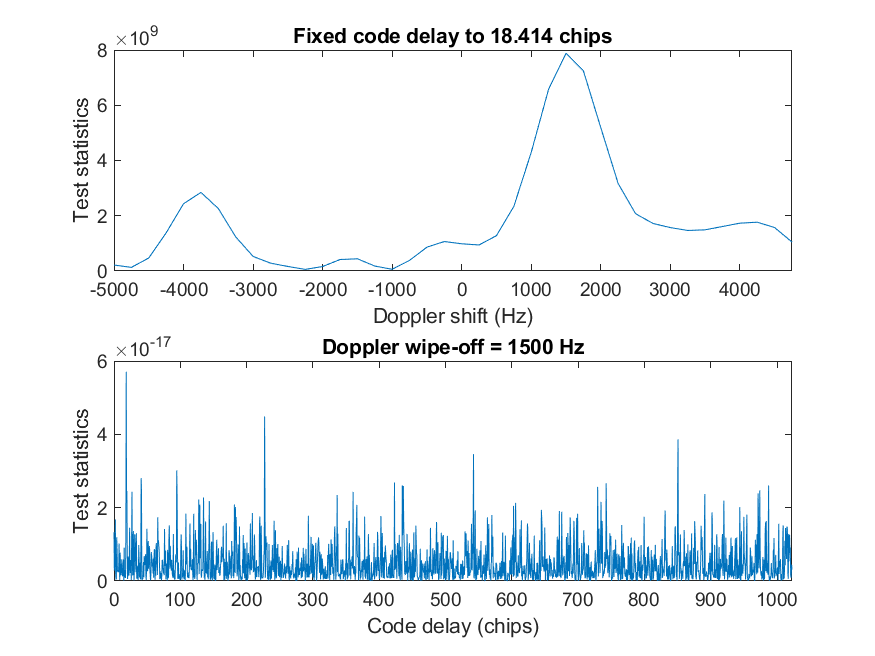 Fixed code delay to 18.414 chips
×10^9
8
6
4
2
0
Test statistics
-5000 -4000 -3000 -2000 -1000 0 1000 2000 3000 4000
Doppler shift (Hz)
Doppler wipe-off = 1500 Hz
×10^-17
6
4
2
0
Test statistics
0 100 200 300 400 500 600 700 800 900 1000
Code delay (chips)